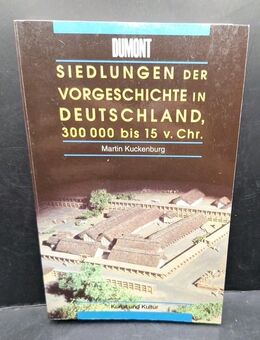 DUMONT
SIEDLUNGEN DER
VORGESCHICHTE IN
DEUTSCHLAND,
300 000 bis 15 v. Chr.
Martin Kuckenburg
Kunst und Kultur